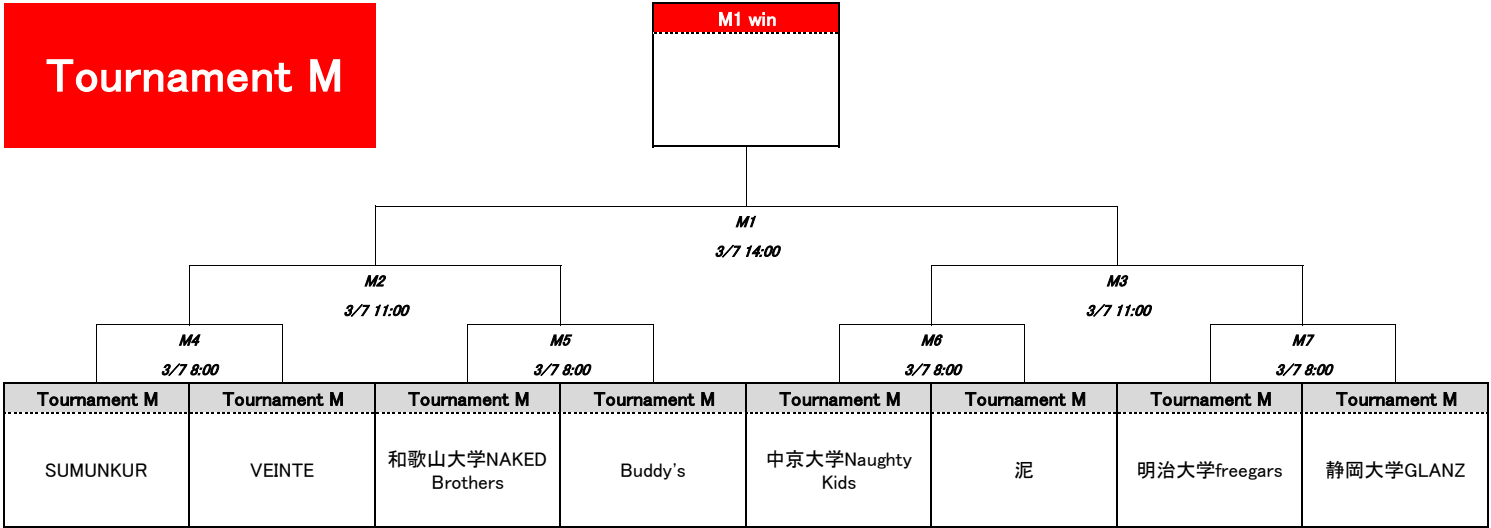 M1 win
Tournament M
M1
3/7 14:00
M2
M3
3/7 11:00
3/7 11:00
M4
M5
M6
M7
3/7 8:00
3/7 8:00
3/7 8:00
3/7 8:00
Tournament M
Tournament M
Tournament M
Tournament M
Tournament M
Tournament M
Tournament M
Tournament M
SUMUNKUR
VEINTE
和歌山大学NAKED
Brothers
Buddy's
中京大学Naughty
Kids
泥
明治大学freegars
静岡大学GLANZ